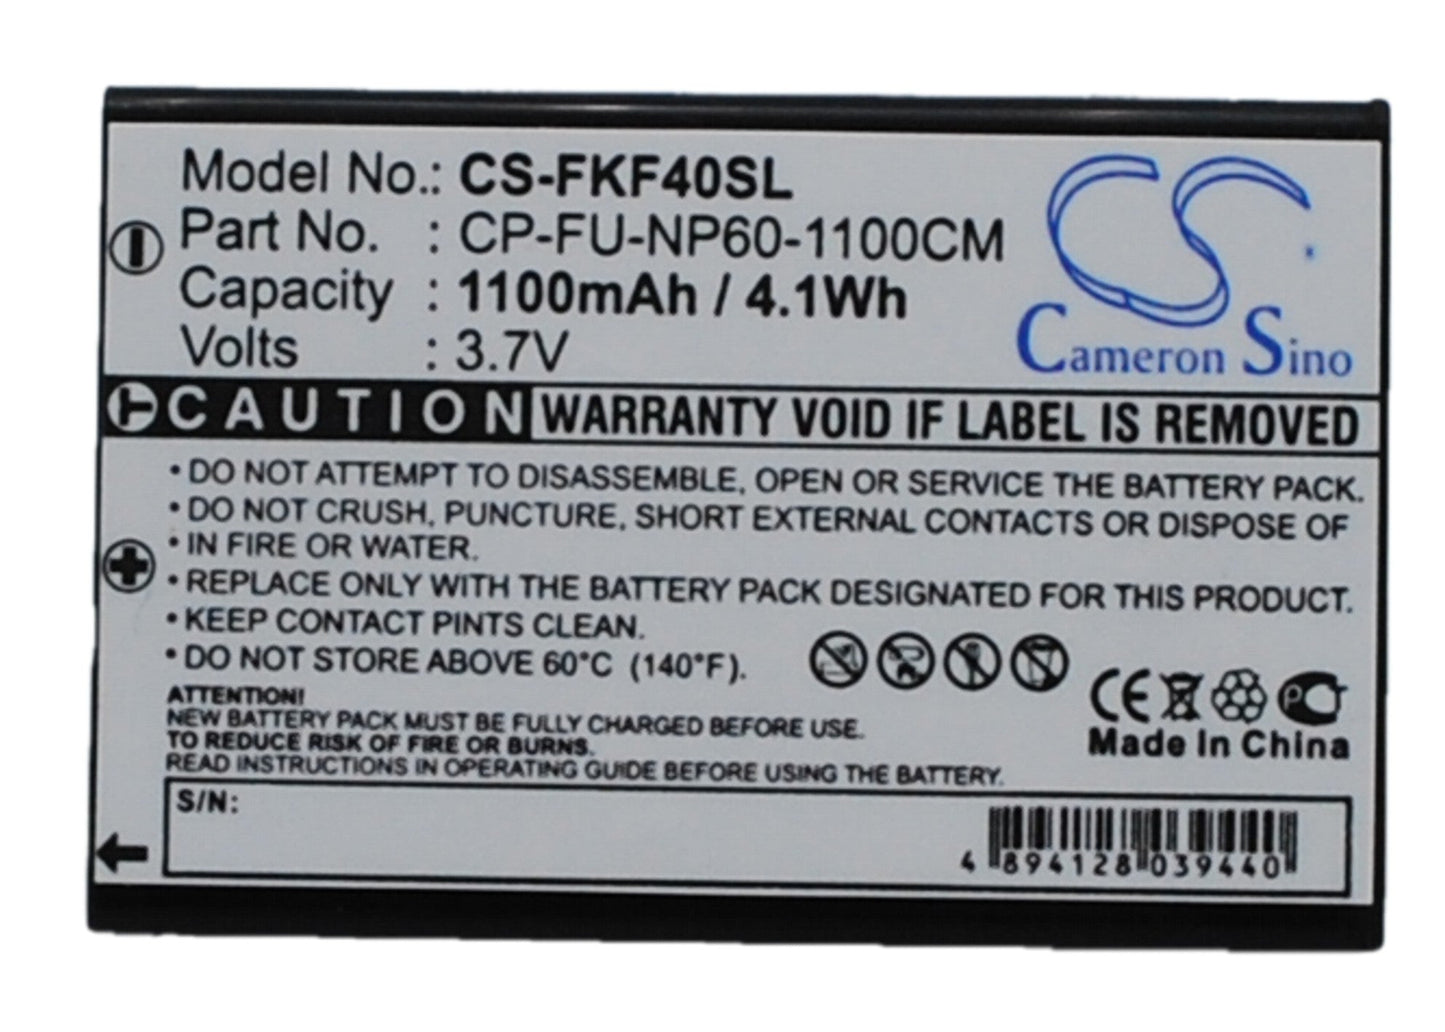 Model No.: CS-FKF40SL
Part No. : CP-FU-NP60-1100CM
Capacity : 1100mAh / 4.1Wh
Volts : 3.7V
CS
Cameron Sino
CAUTION WARRANTY VOID IF LABEL IS REMOVED
• DO NOT ATTEMPT TO DISASSEMBLE, OPEN OR SERVICE THE BATTERY PACK.
• DO NOT CRUSH, PUNCTURE, SHORT EXTERNAL CONTACTS OR DISPOSE OF
• IN FIRE OR WATER.
• REPLACE ONLY WITH THE BATTERY PACK DESIGNATED FOR THIS PRODUCT.
• KEEP CONTACT PINTS CLEAN.
• DO NOT STORE ABOVE 60°C (140°F).
ATTENTION!
NEW BATTERY PACK MUST BE FULLY CHARGED BEFORE USE.
TO REDUCE RISK OF FIRE OR BURNS.
READ INSTRUCTIONS IN OPERATING GUIDE BEFORE USING THE BATTERY.
CE
Made In China
S/N:
4 894128 039440